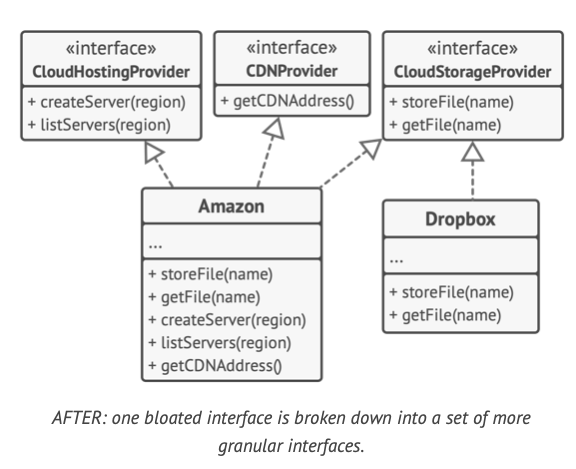 «interface»
CloudHostingProvider
+ createServer(region)
+ listServers(region)
«interface»
CDNProvider
+ getCDNAddress()
«interface»
CloudStorageProvider
+ storeFile(name)
+ getFile(name)
Amazon
...
+ storeFile(name)
+ getFile(name)
+ createServer(region)
+ listServers(region)
+ getCDNAddress()
Dropbox
...
+ storeFile(name)
+ getFile(name)
AFTER: one bloated interface is broken down into a set of more
granular interfaces.